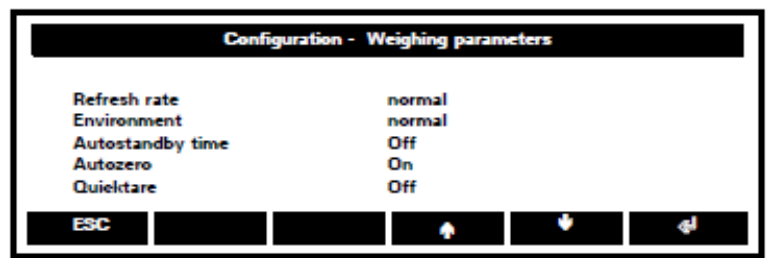 Configuration - Weighing parameters
Refresh rate normal
Environment normal
Autostandby time Off
Autozero On
Quicktare Off
ESC